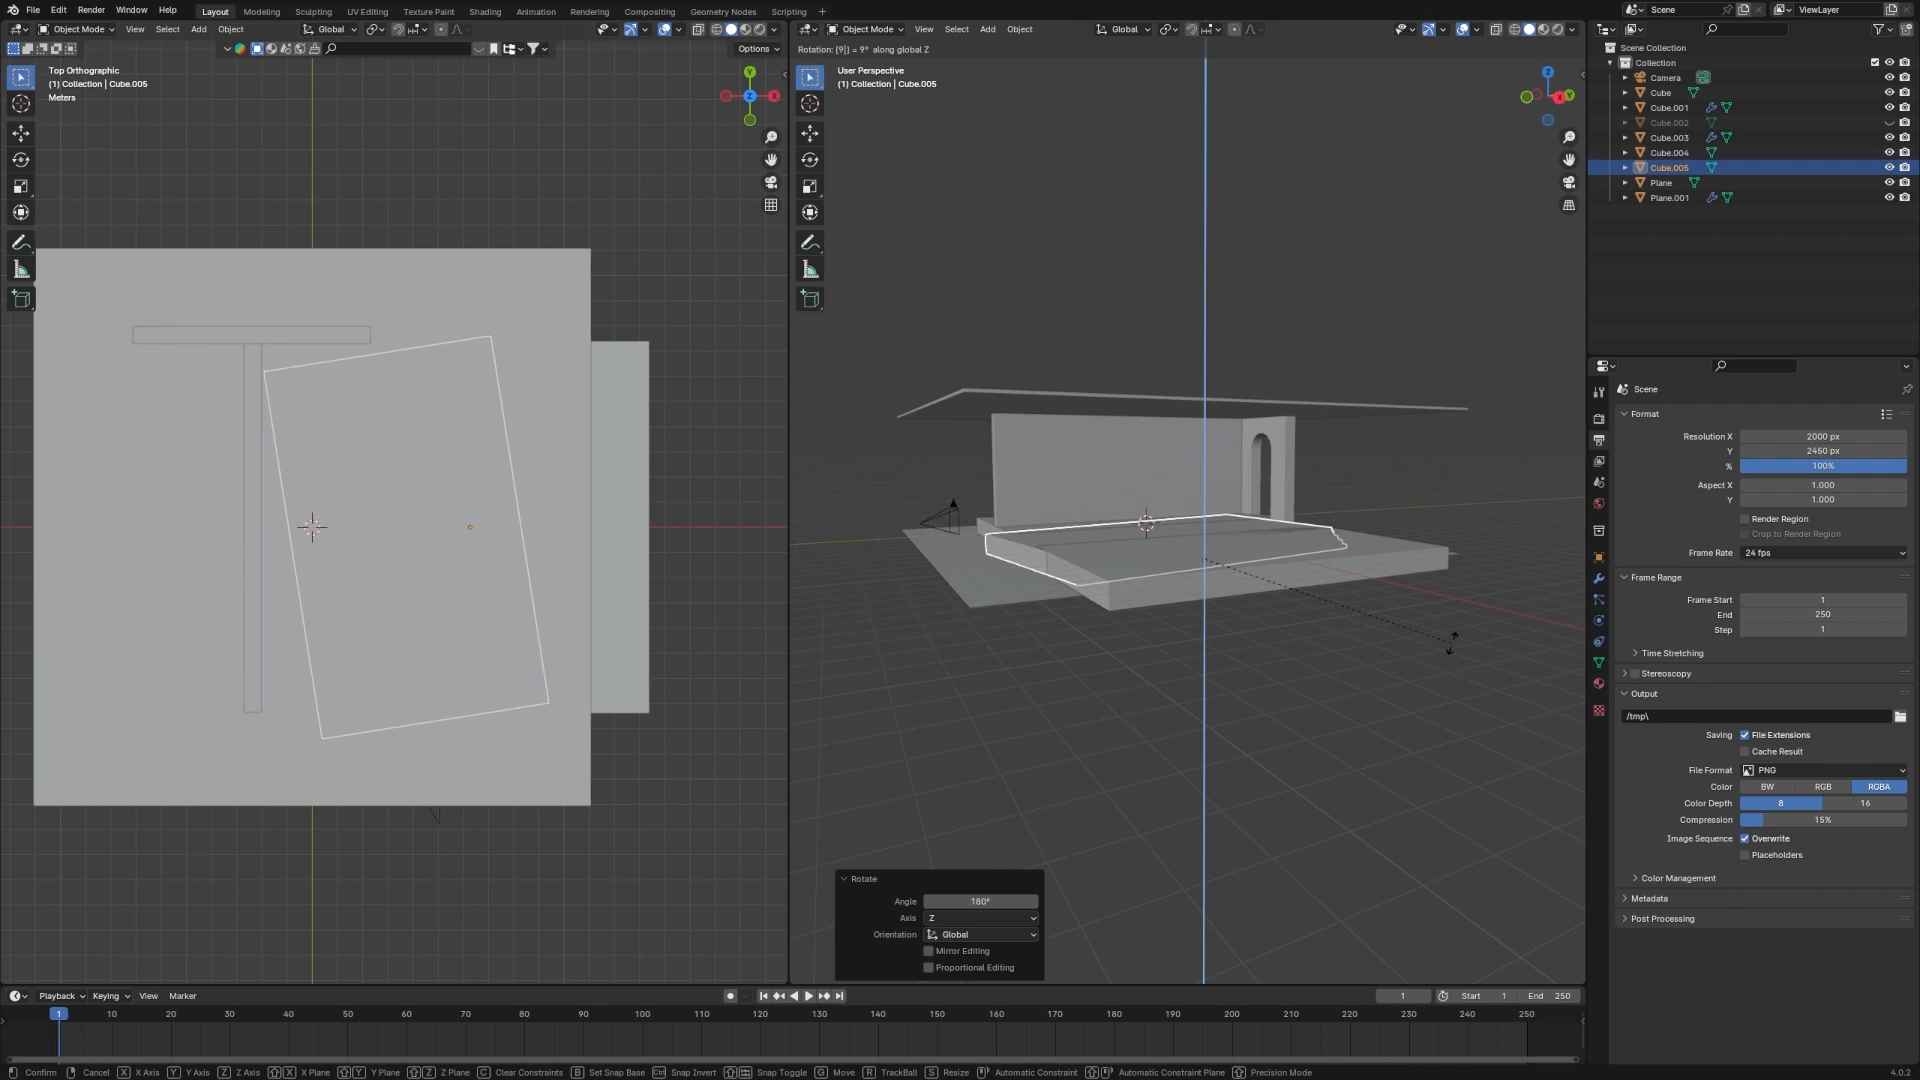 File Edit Render Window Help Layout Modeling Sculpting UV Editing Texture Paint Shading Animation Rendering Compositing Geometry Nodes Scripting + Scene ViewLayer
Object Mode View Select Add Object Global
Object Mode View Select Add Object Global
Options
Rotation: [9|] = 9° along global Z
Top Orthographic
(1) Collection | Cube.005
Meters
User Perspective
(1) Collection | Cube.005
Y
Z
X
Z
X
Y
Scene Collection
Collection
Camera
Cube
Cube.001
Cube.002
Cube.003
Cube.004
Cube.005
Plane
Plane.001
Scene
Format
Resolution X 2000 px
Y 2450 px
% 100%
Aspect X 1.000
Y 1.000
Render Region
Crop to Render Region
Frame Rate 24 fps
Frame Range
Frame Start 1
End 250
Step 1
Time Stretching
Stereoscopy
Output
/tmp\
Saving File Extensions
Cache Result
File Format PNG
Color BW RGB RGBA
Color Depth 8 16
Compression 15%
Image Sequence Overwrite
Placeholders
Color Management
Metadata
Post Processing
Rotate
Angle 180°
Axis Z
Orientation Global
Mirror Editing
Proportional Editing
Playback Keying View Marker 1 Start 1 End 250
1 10 20 30 40 50 60 70 80 90 100 110 120 130 140 150 160 170 180 190 200 210 220 230 240 250
Confirm Cancel X X Axis Y Y Axis Z Z Axis X X Plane Y Y Plane Z Z Plane C Clear Constraints B Set Snap Base Ctrl Snap Invert Snap Toggle G Move R TrackBall S Resize Automatic Constraint Automatic Constraint Plane Precision Mode 4.0.2